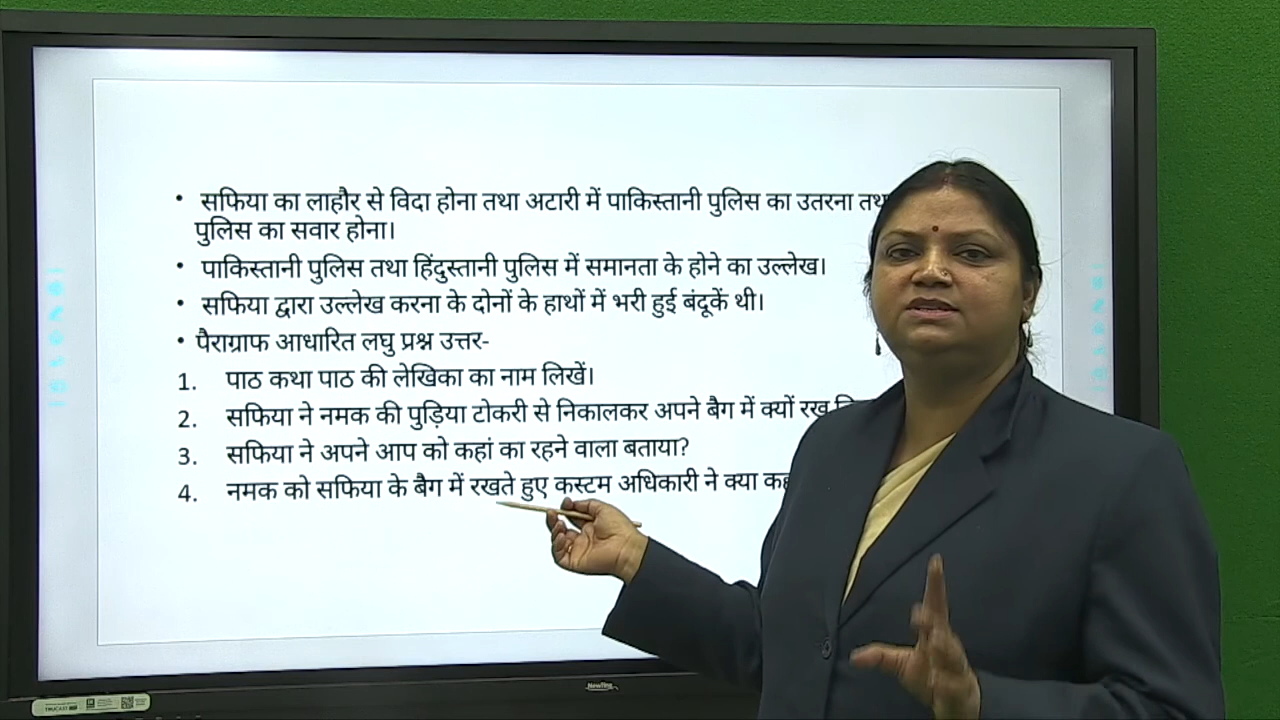 • सफिया का लाहौर से विदा होना तथा अटारी में पाकिस्तानी पुलिस का उतरना
पुलिस का सवार होना।
• पाकिस्तानी पुलिस तथा हिंदुस्तानी पुलिस में समानता के होने का उल्लेख।
• सफिया द्वारा उल्लेख करना के दोनों के हाथों में भरी हुई बंदूकें थी।
• पैराग्राफ आधारित लघु प्रश्न उत्तर-
1. पाठ कथा पाठ की लेखिका का नाम लिखें।
2. सफिया ने नमक की पुड़िया टोकरी से निकालकर अपने बैग में क्यों रख
3. सफिया ने अपने आप को कहां का रहने वाला बताया?
4. नमक को सफिया के बैग में रखते हुए कस्टम अधिकारी ने क्या
Newline